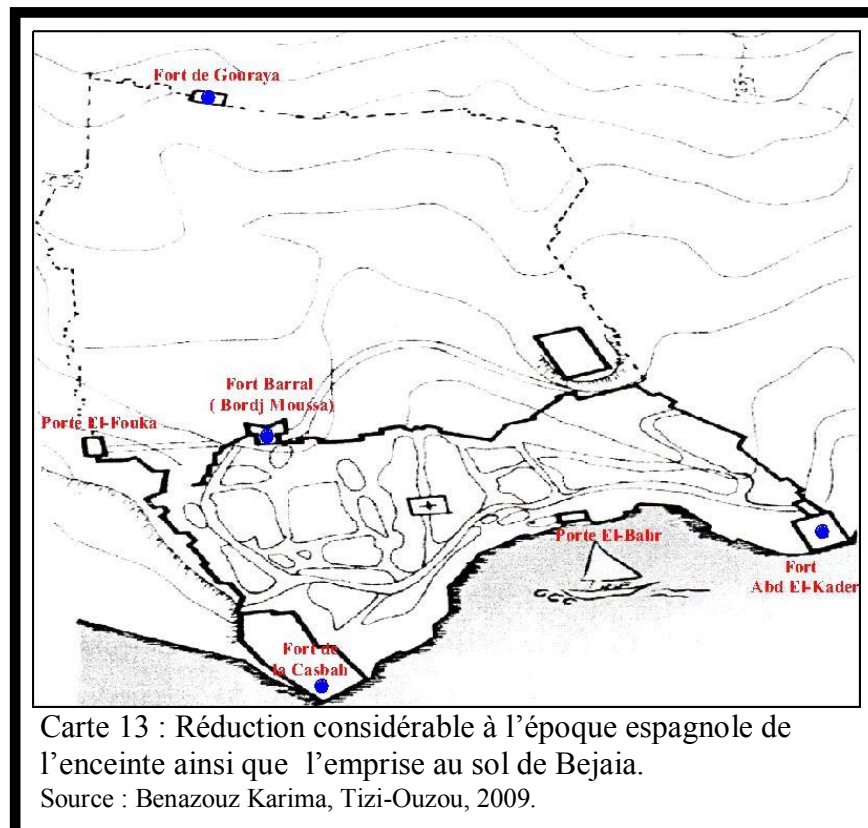 Fort de Gouraya
Fort Barral
( Bordj Moussa)
Porte El-Fouka
Porte El-Bahr
Fort
Abd El-Kader
Fort de
la Casbah
Carte 13 : Réduction considérable à l’époque espagnole de
l’enceinte ainsi que l’emprise au sol de Bejaia.
Source : Benazouz Karima, Tizi-Ouzou, 2009.